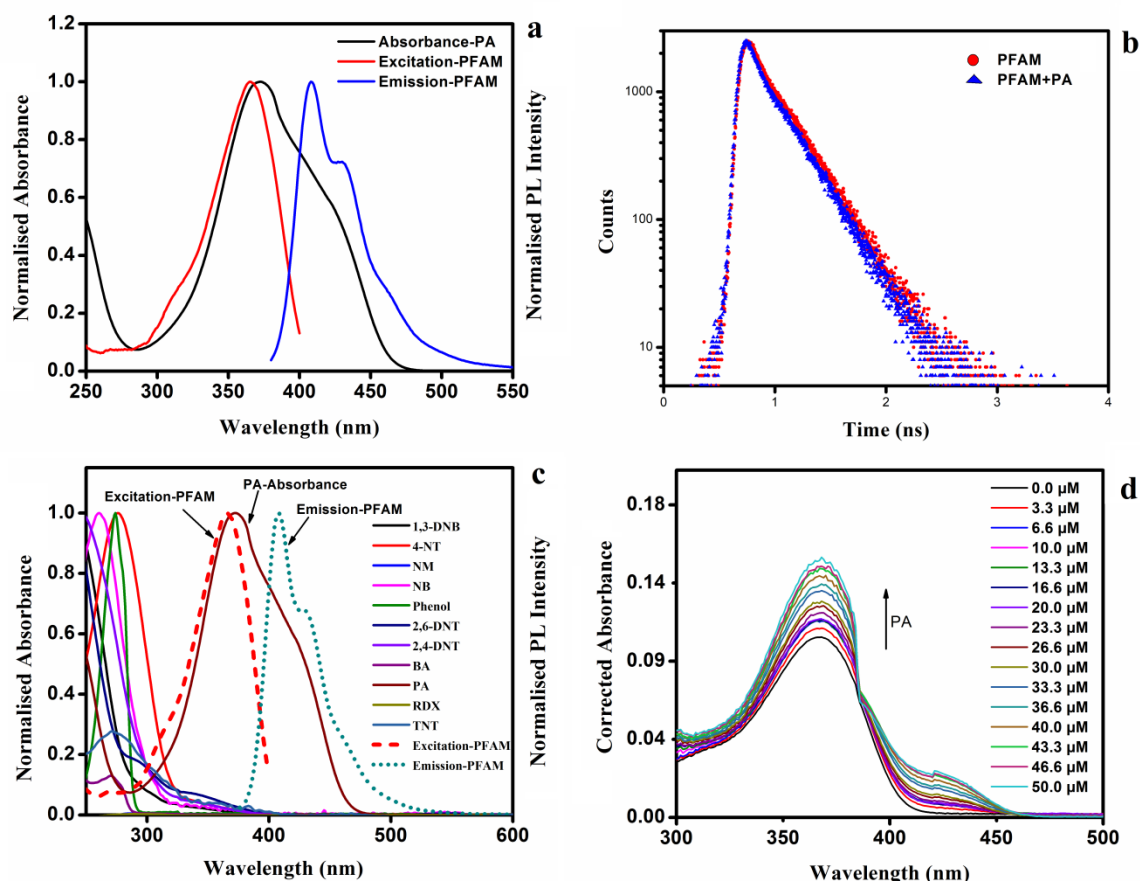 a
Absorbance-PA
Excitation-PFAM
Emission-PFAM
Normalised Absorbance
Normalised PL Intensity
1.2
1.0
0.8
0.6
0.4
0.2
0.0
250 300 350 400 450 500 550
Wavelength (nm)
b
PFAM
PFAM+PA
Counts
1000
100
10
0 1 2 3 4
Time (ns)
c
Excitation-PFAM
PA-Absorbance
Emission-PFAM
1,3-DNB
4-NT
NM
NB
Phenol
2,6-DNT
2,4-DNT
BA
PA
RDX
TNT
Excitation-PFAM
Emission-PFAM
Normalised Absorbance
Normalised PL Intensity
1.0
0.8
0.6
0.4
0.2
0.0
300 400 500 600
Wavelength (nm)
d
0.0 µM
3.3 µM
6.6 µM
10.0 µM
13.3 µM
16.6 µM
20.0 µM
23.3 µM
26.6 µM
30.0 µM
33.3 µM
36.6 µM
40.0 µM
43.3 µM
46.6 µM
50.0 µM
PA
Corrected Absorbance
0.18
0.14
0.09
0.04
0.00
300 350 400 450 500
Wavelength (nm)